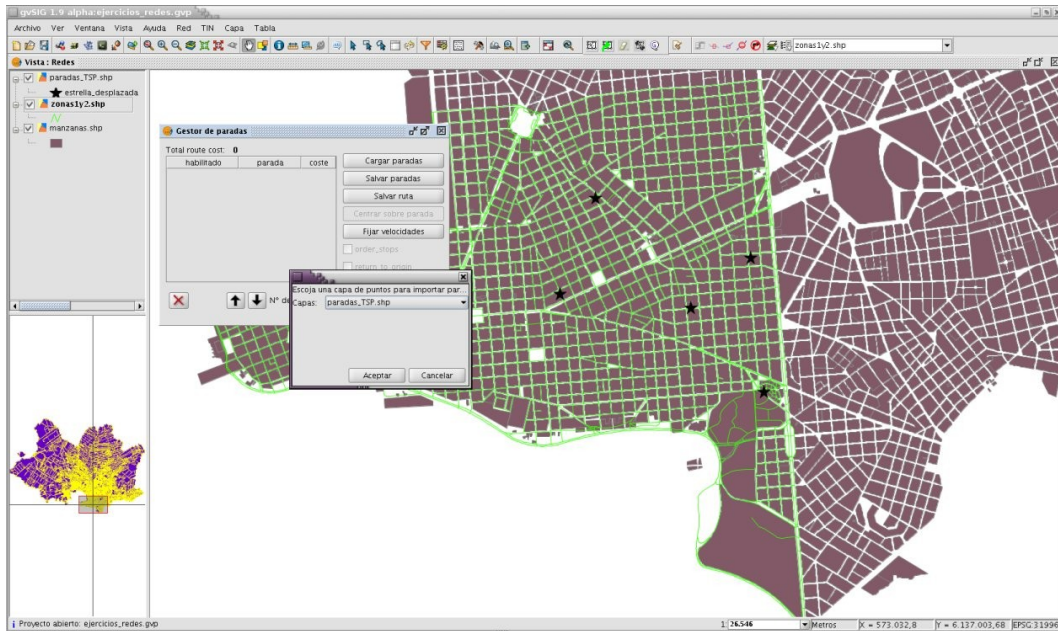 gvSIG 1.9 alpha:ejercicios_redes.gvp
Archivo Ver Ventana Vista Ayuda Red TIN Capa Tabla
zonas1y2.shp
Vista : Redes
paradas_TSP.shp
estrella_desplazada
zonas1y2.shp
manzanas.shp
Gestor de paradas
Total route cost: 0
habilitado parada coste
Cargar paradas
Salvar paradas
Salvar ruta
Centrar sobre parada
Fijar velocidades
order_stops
return_to_origin
Nº de
Escoja una capa de puntos para importar par...
Capas: paradas_TSP.shp
Aceptar Cancelar
Proyecto abierto: ejercicios_redes.gvp
1: 26.546 Metros X = 573.032,8 Y = 6.137.003,68 EPSG:31996